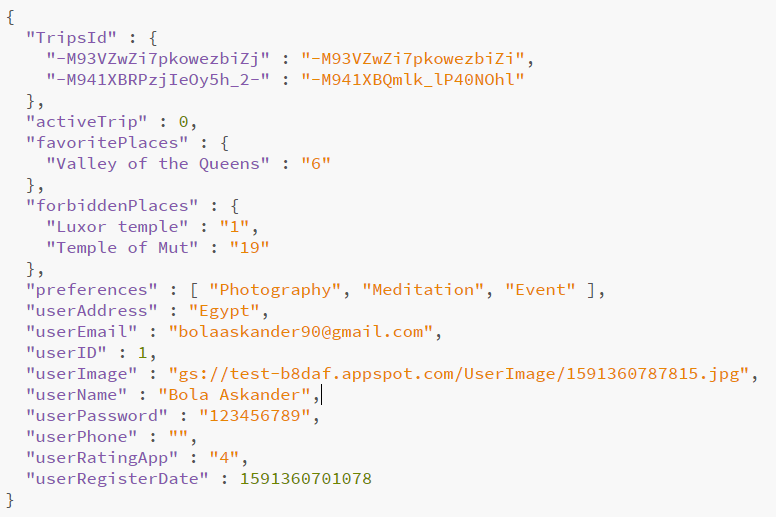 {
"TripsId" : {
"-M93VZwZi7pkowezbiZj" : "-M93VZwZi7pkowezbiZi",
"-M941XBRPzjIeOy5h_2-" : "-M941XBQmlk_lP40NOhl"
},
"activeTrip" : 0,
"favoritePlaces" : {
"Valley of the Queens" : "6"
},
"forbiddenPlaces" : {
"Luxor temple" : "1",
"Temple of Mut" : "19"
},
"preferences" : [ "Photography", "Meditation", "Event" ],
"userAddress" : "Egypt",
"userEmail" : "bolaaskander90@gmail.com",
"userID" : 1,
"userImage" : "gs://test-b8daf.appspot.com/UserImage/1591360787815.jpg",
"userName" : "Bola Askander",
"userPassword" : "123456789",
"userPhone" : "",
"userRatingApp" : "4",
"userRegisterDate" : 1591360701078
}